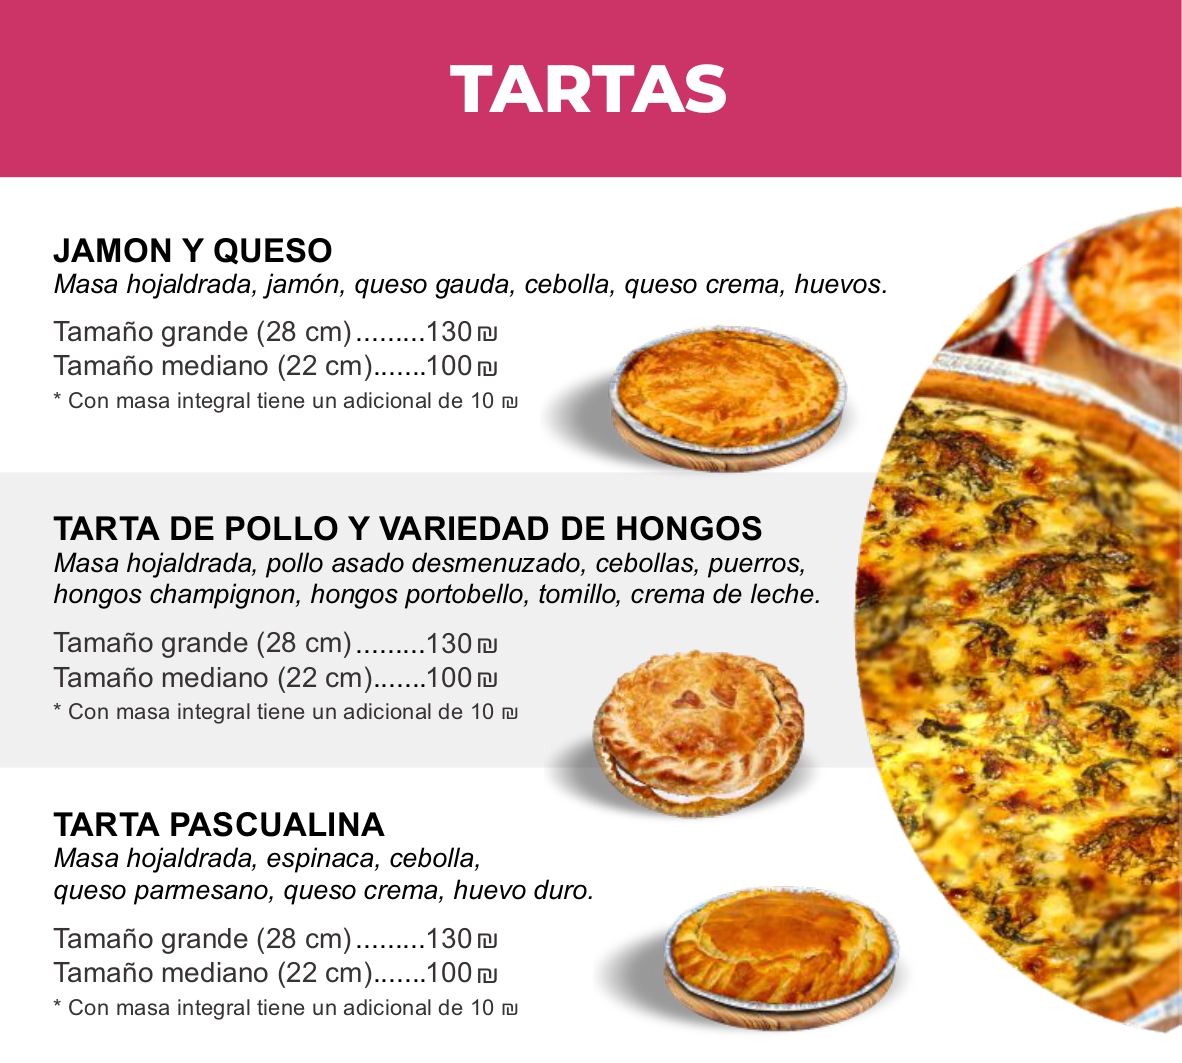 TARTAS
JAMON Y QUESO
Masa hojaldrada, jamón, queso gauda, cebolla, queso crema, huevos.
Tamaño grande (28 cm).........130 ₪
Tamaño mediano (22 cm).......100 ₪
* Con masa integral tiene un adicional de 10 ₪
TARTA DE POLLO Y VARIEDAD DE HONGOS
Masa hojaldrada, pollo asado desmenuzado, cebollas, puerros,
hongos champignon, hongos portobello, tomillo, crema de leche.
Tamaño grande (28 cm).........130 ₪
Tamaño mediano (22 cm).......100 ₪
* Con masa integral tiene un adicional de 10 ₪
TARTA PASCUALINA
Masa hojaldrada, espinaca, cebolla,
queso parmesano, queso crema, huevo duro.
Tamaño grande (28 cm).........130 ₪
Tamaño mediano (22 cm).......100 ₪
* Con masa integral tiene un adicional de 10 ₪